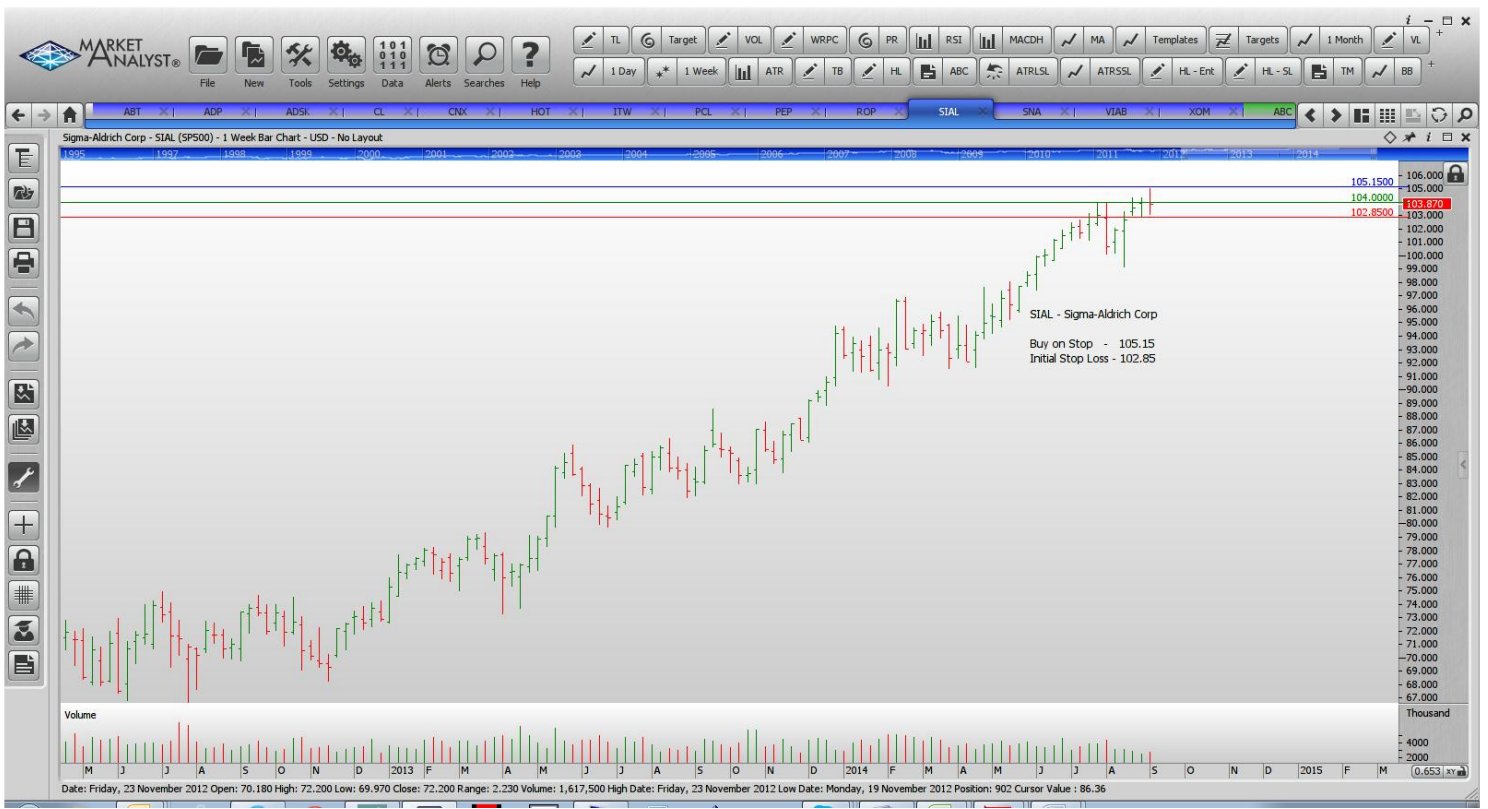 i
MARKET ANALYST®
File New Tools Settings Data Alerts Searches Help
TL Target VOL WRPC PR RSI MACDH MA Templates Targets 1 Month VL +
1 Day 1 Week ATR TB HL ABC ATRLSL ATRSSL HL - Ent HL - SL TM BB +
ABT ADP ADSK CL CNX HOT ITW PCL PEP ROP SIAL SNA VIAB XOM ABC
Sigma-Aldrich Corp - SIAL (SP500) - 1 Week Bar Chart - USD - No Layout
1995 1997 1998 1999 2000 2001 2002 2003 2004 2005 2006 2007 2008 2009 2010 2011 2012 2013 2014
105.1500
104.0000
102.8500
106.000
105.000
103.870
103.000
102.000
101.000
100.000
99.000
98.000
97.000
96.000
95.000
94.000
93.000
92.000
91.000
90.000
89.000
88.000
87.000
86.000
85.000
84.000
83.000
82.000
81.000
80.000
79.000
78.000
77.000
76.000
75.000
74.000
73.000
72.000
71.000
70.000
69.000
68.000
67.000
SIAL - Sigma-Aldrich Corp
Buy on Stop - 105.15
Initial Stop Loss - 102.85
Volume
Thousand
4000
2000
M J J A S O N D 2013 F M A M J J A S O N D 2014 F M A M J J A S O N D 2015 F M
0.653 XY
Date: Friday, 23 November 2012 Open: 70.180 High: 72.200 Low: 69.970 Close: 72.200 Range: 2.230 Volume: 1,617,500 High Date: Friday, 23 November 2012 Low Date: Monday, 19 November 2012 Position: 902 Cursor Value : 86.36